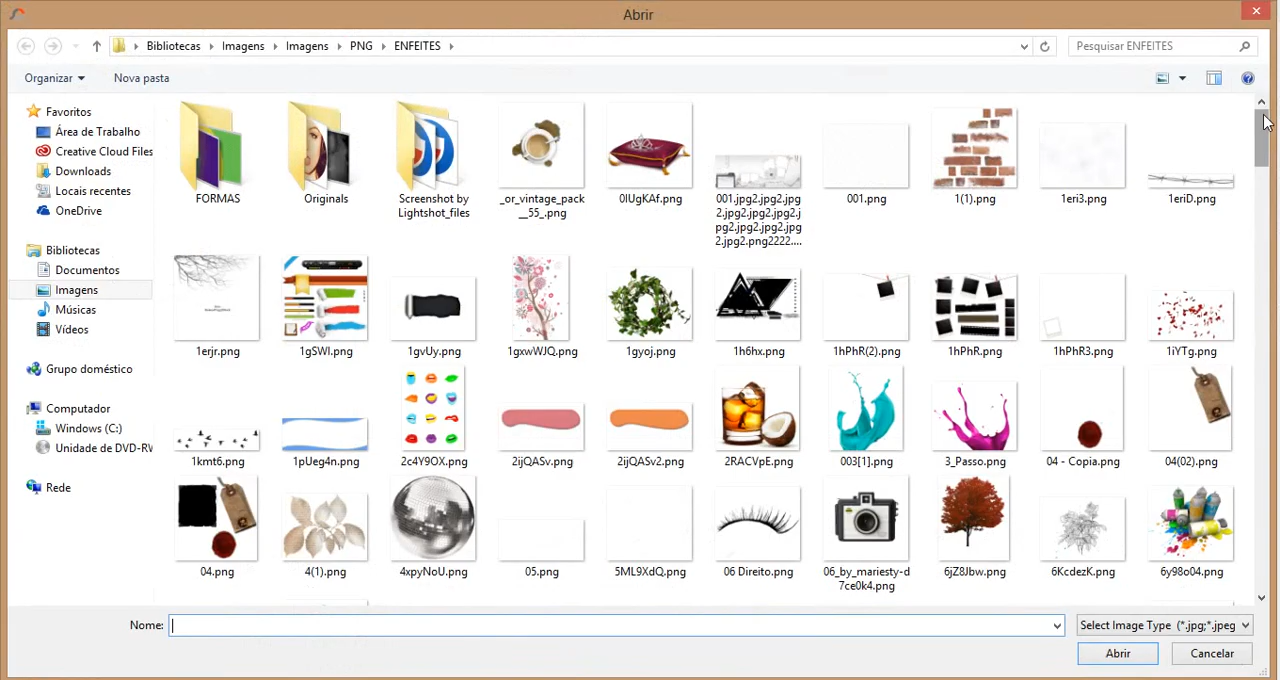 Abrir
Bibliotecas
Imagens
Imagens
PNG
ENFEITES
Pesquisar ENFEITES
Organizar
Nova pasta
Favoritos
Área de Trabalho
Creative Cloud Files
Downloads
Locais recentes
OneDrive
Bibliotecas
Documentos
Imagens
Músicas
Vídeos
Grupo doméstico
Computador
Windows (C:)
Unidade de DVD-RW
Rede
FORMAS
Originals
Screenshot by
Lightshot_files
_or_vintage_pack
__55_.png
0lUgKAf.png
001.jpg2.jpg2.jpg
2.jpg2.jpg2.jpg2.j
pg2.jpg2.jpg2.jpg
2.jpg2.png2222....
001.png
1(1).png
1eri3.png
1eriD.png
1erjr.png
1gSWI.png
1gvUy.png
1gxwWJQ.png
1gyoj.png
1h6hx.png
1hPhR(2).png
1hPhR.png
1hPhR3.png
1iYTg.png
1kmt6.png
1pUeg4n.png
2c4Y9OX.png
2ijQASv.png
2ijQASv2.png
2RACVpE.png
003[1].png
3_Passo.png
04 - Copia.png
04(02).png
04.png
4(1).png
4xpyNoU.png
05.png
5ML9XdQ.png
06 Direito.png
06_by_mariesty-d
7ce0k4.png
6jZ8Jbw.png
6KcdezK.png
6y98o04.png
Nome:
Select Image Type (*.jpg;*.jpeg
Abrir
Cancelar